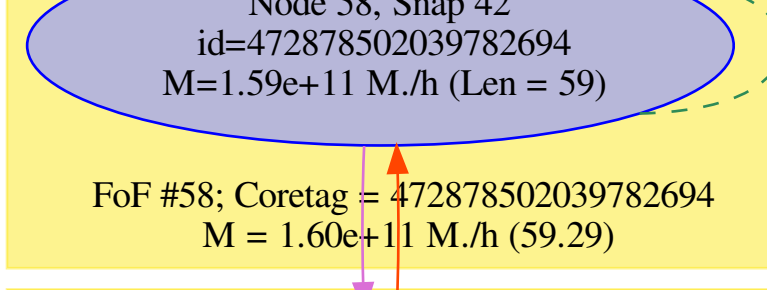 Node 58, Snap 42
id=472878502039782694
M=1.59e+11 M./h (Len = 59)
FoF #58; Coretag = 472878502039782694
M = 1.60e+11 M./h (59.29)